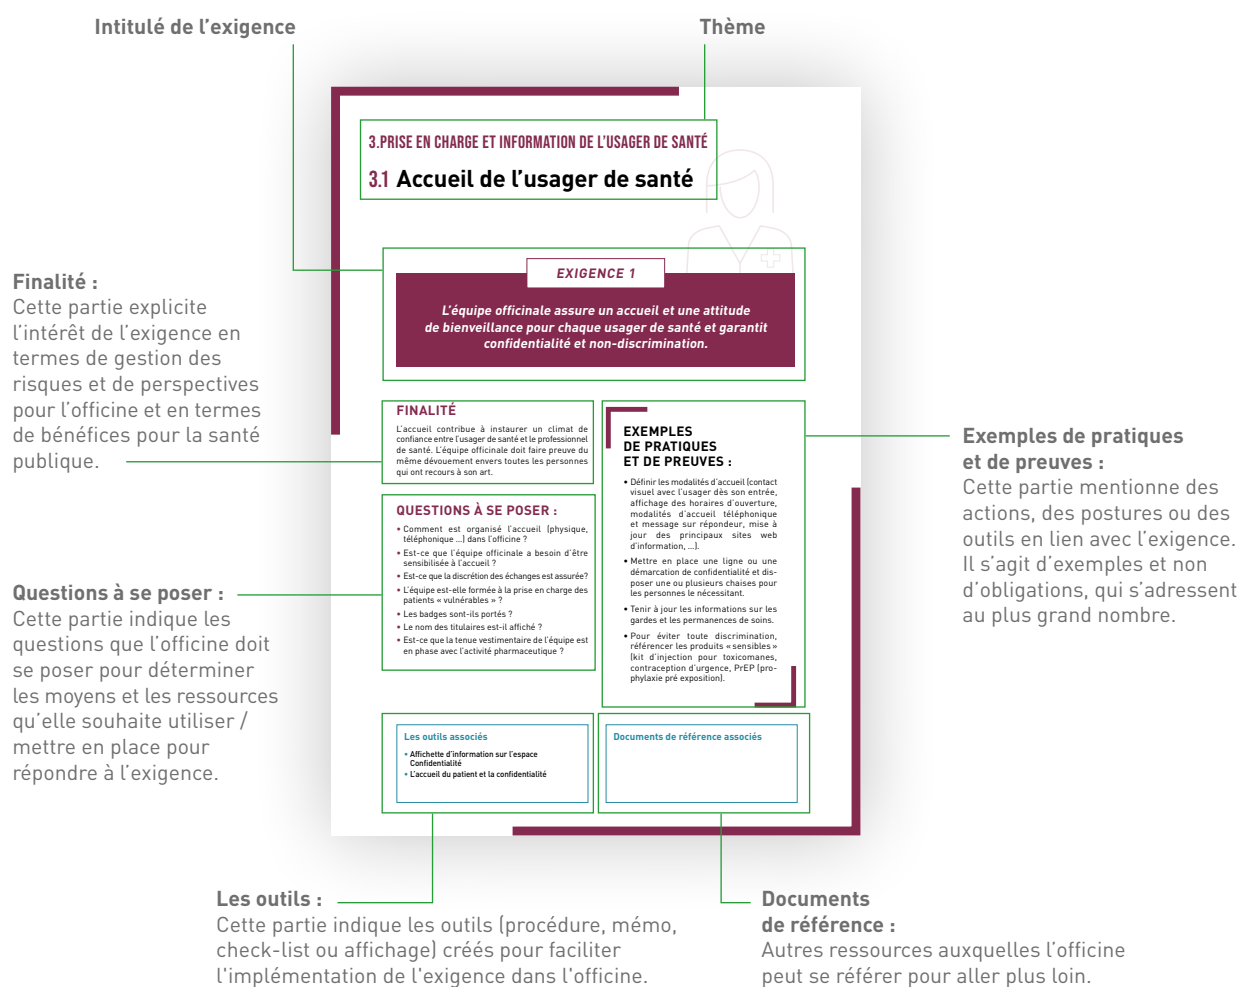 Intitulé de l’exigence
Thème
3.PRISE EN CHARGE ET INFORMATION DE L’USAGER DE SANTÉ
3.1 Accueil de l’usager de santé
EXIGENCE 1
L’équipe officinale assure un accueil et une attitude
de bienveillance pour chaque usager de santé et garantit
confidentialité et non-discrimination.
Finalité :
Cette partie explicite
l’intérêt de l’exigence en
termes de gestion des
risques et de perspectives
pour l’officine et en termes
de bénéfices pour la santé
publique.
FINALITÉ
L’accueil contribue à instaurer un climat de
confiance entre l’usager de santé et le professionnel
de santé. L’équipe officinale doit faire preuve du
même dévouement envers toutes les personnes
qui ont recours à son art.
QUESTIONS À SE POSER :
• Comment est organisé l’accueil (physique,
téléphonique ...) dans l’officine ?
• Est-ce que l’équipe officinale a besoin d’être
sensibilisée à l’accueil ?
• Est-ce que la discrétion des échanges est assurée?
• L’équipe est-elle formée à la prise en charge des
patients « vulnérables » ?
• Les badges sont-ils portés ?
• Le nom des titulaires est-il affiché ?
• Est-ce que la tenue vestimentaire de l’équipe est
en phase avec l’activité pharmaceutique ?
EXEMPLES
DE PRATIQUES
ET DE PREUVES :
• Définir les modalités d’accueil (contact
visuel avec l’usager dès son entrée,
affichage des horaires d’ouverture,
modalités d’accueil téléphonique
et message sur répondeur, mise à
jour des principaux sites web
d’information, ...).
• Mettre en place une ligne ou une
démarcation de confidentialité et dis-
poser une ou plusieurs chaises pour
les personnes le nécessitant.
• Tenir à jour les informations sur les
gardes et les permanences de soins.
• Pour éviter toute discrimination,
référencer les produits « sensibles »
(kit d’injection pour toxicomanes,
contraception d’urgence, PrEP (pro-
phylaxie pré exposition).
Exemples de pratiques
et de preuves :
Cette partie mentionne des
actions, des postures ou des
outils en lien avec l’exigence.
Il s’agit d’exemples et non
d’obligations, qui s’adressent
au plus grand nombre.
Questions à se poser :
Cette partie indique les
questions que l’officine doit
se poser pour déterminer
les moyens et les ressources
qu’elle souhaite utiliser /
mettre en place pour
répondre à l’exigence.
Les outils associés
• Affichette d’information sur l’espace
Confidentialité
• L’accueil du patient et la confidentialité
Documents de référence associés
Les outils :
Cette partie indique les outils (procédure, mémo,
check-list ou affichage) créés pour faciliter
l'implémentation de l'exigence dans l'officine.
Documents
de référence :
Autres ressources auxquelles l’officine
peut se référer pour aller plus loin.